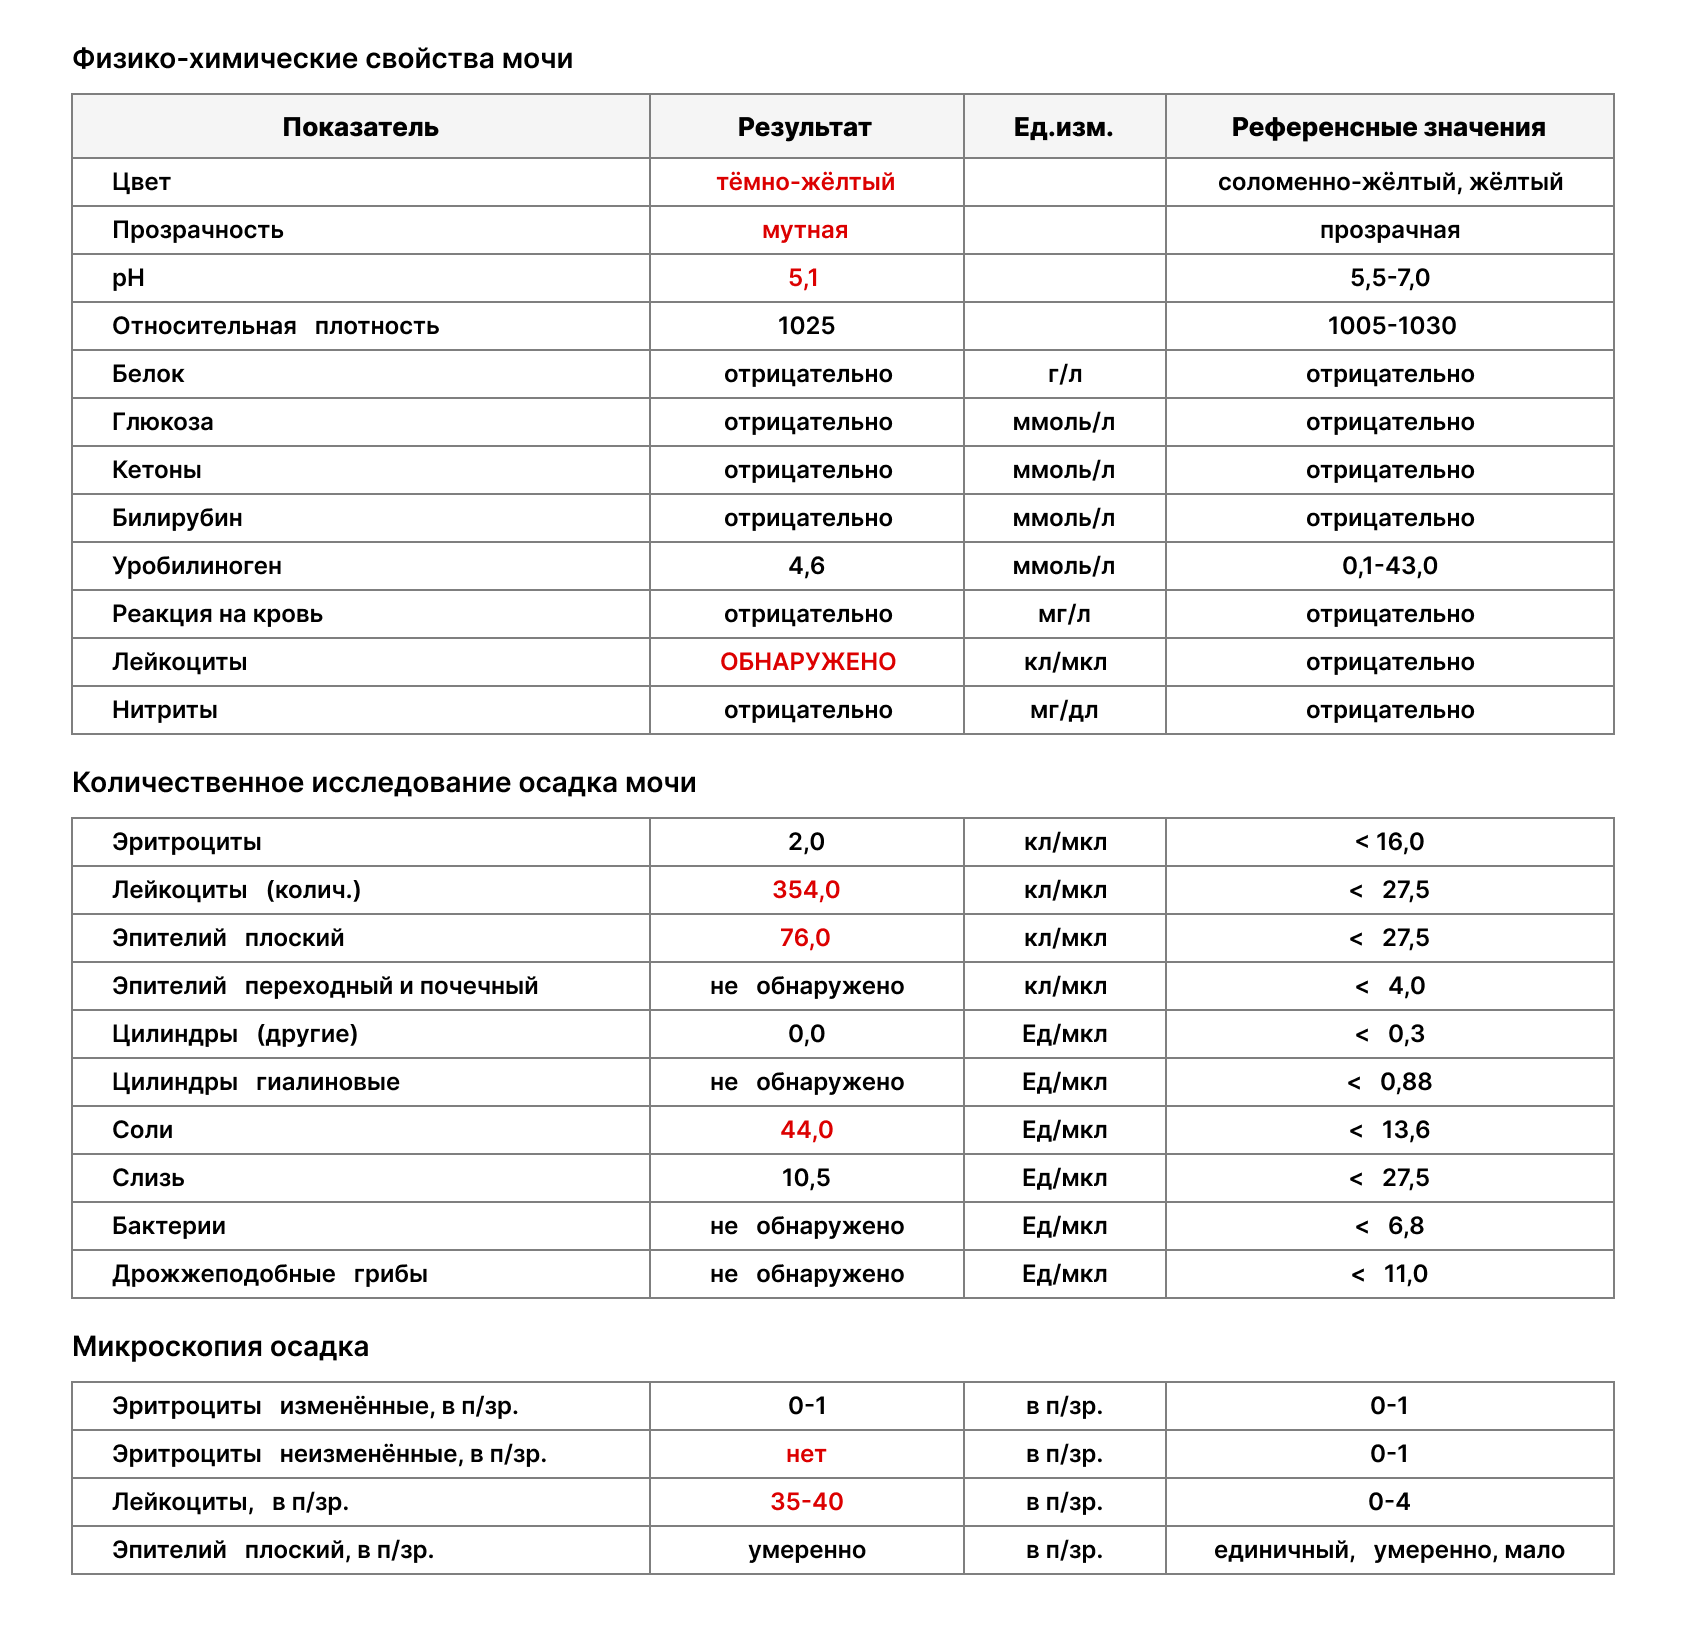 Физико-химические свойства мочи
Показатель Результат Ед.изм. Референсные значения
Цвет тёмно-жёлтый соломенно-жёлтый, жёлтый
Прозрачность мутная прозрачная
pH 5,1 5,5-7,0
Относительная плотность 1025 1005-1030
Белок отрицательно г/л отрицательно
Глюкоза отрицательно ммоль/л отрицательно
Кетоны отрицательно ммоль/л отрицательно
Билирубин отрицательно ммоль/л отрицательно
Уробилиноген 4,6 ммоль/л 0,1-43,0
Реакция на кровь отрицательно мг/л отрицательно
Лейкоциты ОБНАРУЖЕНО кл/мкл отрицательно
Нитриты отрицательно мг/дл отрицательно
Количественное исследование осадка мочи
Эритроциты 2,0 кл/мкл < 16,0
Лейкоциты (колич.) 354,0 кл/мкл < 27,5
Эпителий плоский 76,0 кл/мкл < 27,5
Эпителий переходный и почечный не обнаружено кл/мкл < 4,0
Цилиндры (другие) 0,0 Ед/мкл < 0,3
Цилиндры гиалиновые не обнаружено Ед/мкл < 0,88
Соли 44,0 Ед/мкл < 13,6
Слизь 10,5 Ед/мкл < 27,5
Бактерии не обнаружено Ед/мкл < 6,8
Дрожжеподобные грибы не обнаружено Ед/мкл < 11,0
Микроскопия осадка
Эритроциты изменённые, в п/зр. 0-1 в п/зр. 0-1
Эритроциты неизменённые, в п/зр. нет в п/зр. 0-1
Лейкоциты, в п/зр. 35-40 в п/зр. 0-4
Эпителий плоский, в п/зр. умеренно в п/зр. единичный, умеренно, мало